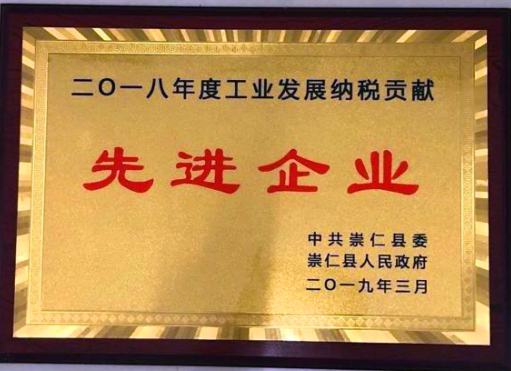 二〇一八年度工业发展纳税贡献
先进企业
中共崇仁县委
崇仁县人民政府
二〇一九年三月